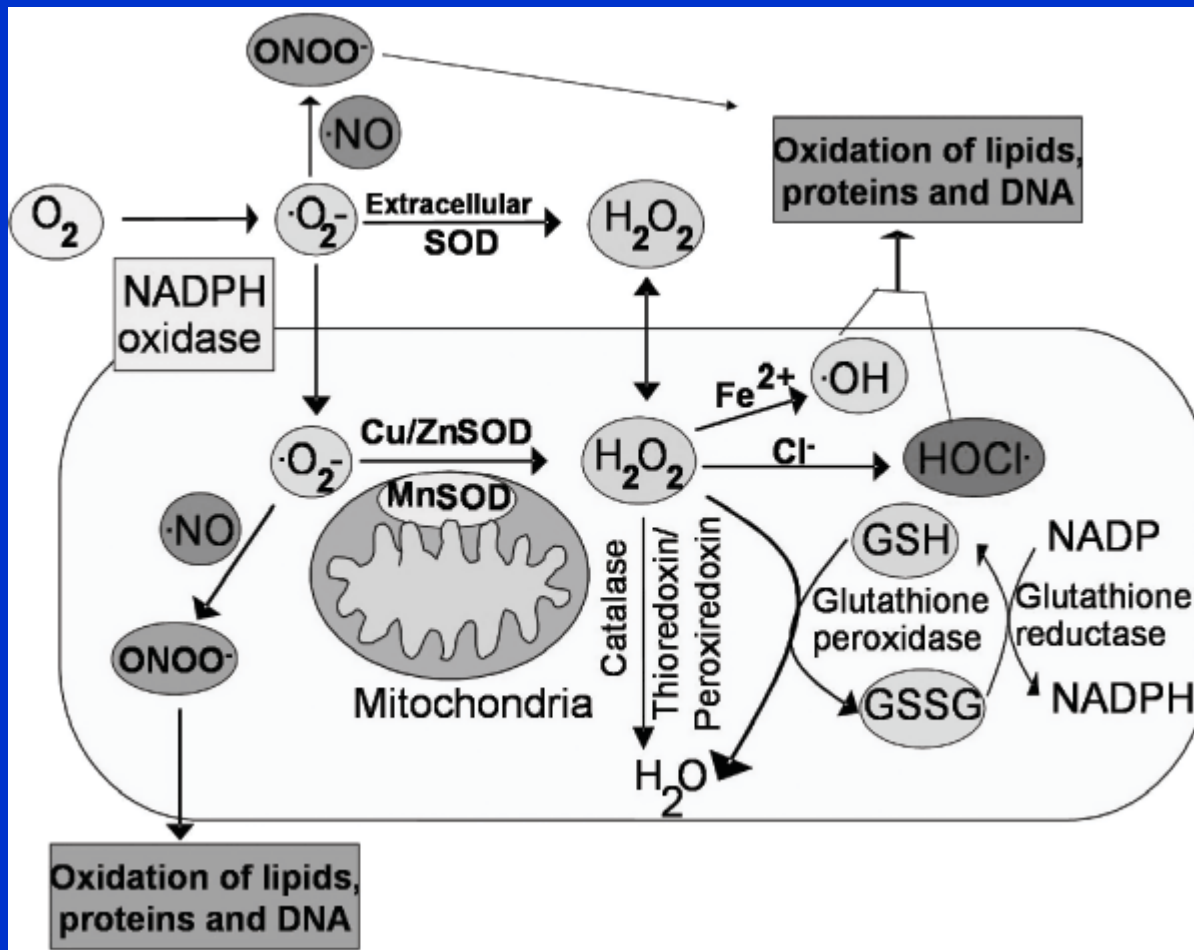 ONOO-
·NO
Oxidation of lipids,
proteins and DNA
O2
·O2-
Extracellular
SOD
H2O2
NADPH
oxidase
·OH
Fe2+
·O2-
Cu/ZnSOD
H2O2
Cl-
HOCl·
MnSOD
·NO
GSH
NADP
Catalase
Thioredoxin/
Peroxiredoxin
Glutathione
peroxidase
Glutathione
reductase
ONOO-
Mitochondria
GSSG
NADPH
H2O
Oxidation of lipids,
proteins and DNA